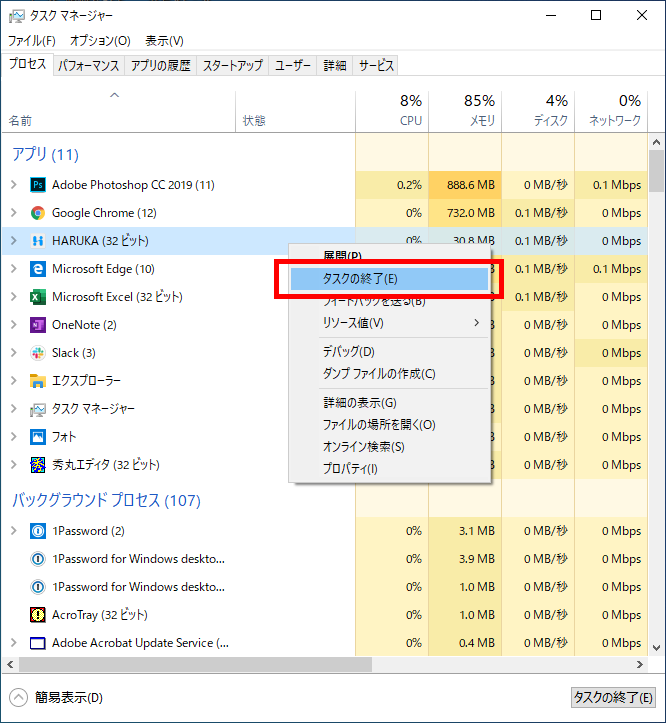 タスク マネージャー
ファイル(F) オプション(O) 表示(V)
プロセス パフォーマンス アプリの履歴 スタートアップ ユーザー 詳細 サービス
8% 85% 4% 0%
名前 状態 CPU メモリ ディスク ネットワーク
アプリ (11)
Adobe Photoshop CC 2019 (11) 0.2% 888.6 MB 0 MB/秒 0.1 Mbps
Google Chrome (12) 0% 732.0 MB 0.1 MB/秒 0 Mbps
HARUKA (32 ビット) 0% 30.8 MB 0.1 MB/秒 0 Mbps
展開(P)
Microsoft Edge (10) 0.1 MB/秒 0.1 Mbps
タスクの終了(E)
Microsoft Excel (32 ビット) 0.1 MB/秒 0 Mbps
フィードバックを送る(B)
OneNote (2) 0 MB/秒 0 Mbps
リソース値(V)
Slack (3) 0 MB/秒 0 Mbps
デバッグ(D)
エクスプローラー 0 MB/秒 0 Mbps
ダンプ ファイルの作成(C)
タスク マネージャー 0 MB/秒 0 Mbps
詳細の表示(G)
ファイルの場所を開く(O)
フォト 0 MB/秒 0 Mbps
オンライン検索(S)
秀丸エディタ (32 ビット) 0 MB/秒 0 Mbps
プロパティ(I)
バックグラウンド プロセス (107)
1Password (2) 0% 3.1 MB 0 MB/秒 0 Mbps
1Password for Windows deskto... 0% 3.9 MB 0 MB/秒 0 Mbps
1Password for Windows deskto... 0% 1.0 MB 0 MB/秒 0 Mbps
AcroTray (32 ビット) 0% 1.0 MB 0 MB/秒 0 Mbps
Adobe Acrobat Update Service (... 0% 0.4 MB 0 MB/秒 0 Mbps
簡易表示(D) タスクの終了(E)